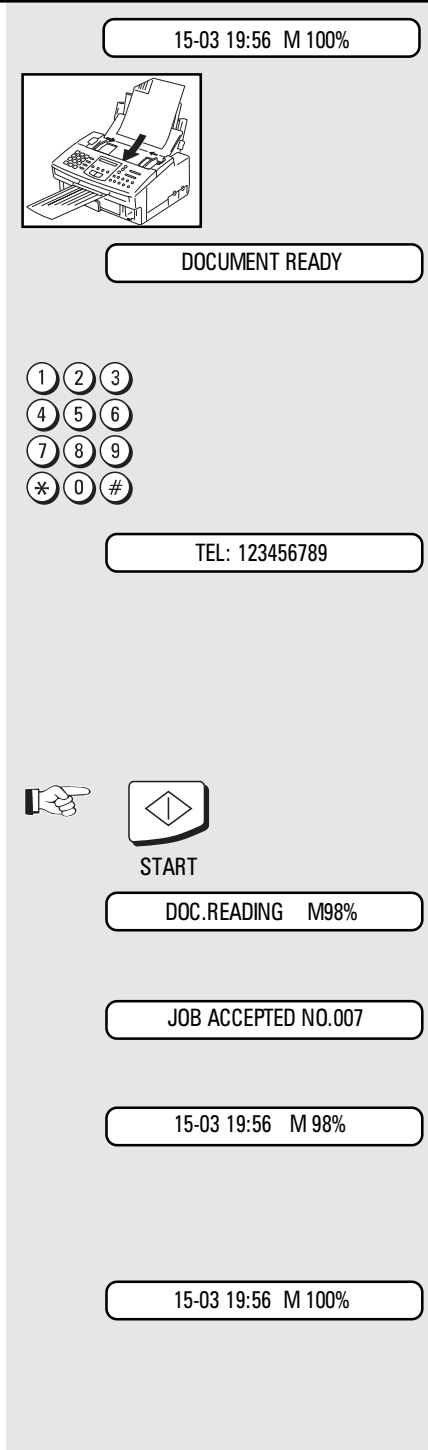 15-03 19:56 M 100%
DOCUMENT READY
1 2 3
4 5 6
7 8 9
* 0 #
TEL: 123456789
START
DOC.READING M98%
JOB ACCEPTED NO.007
15-03 19:56 M 98%
15-03 19:56 M 100%